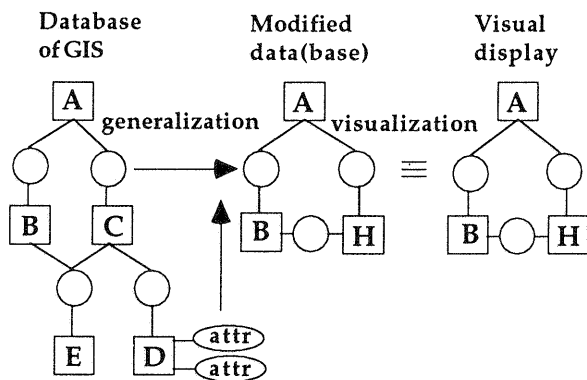 Database
of GIS
Modified
data(base)
Visual
display
A
A
A
generalization
visualization
B
C
B
H
B
H
E
D
attr
attr